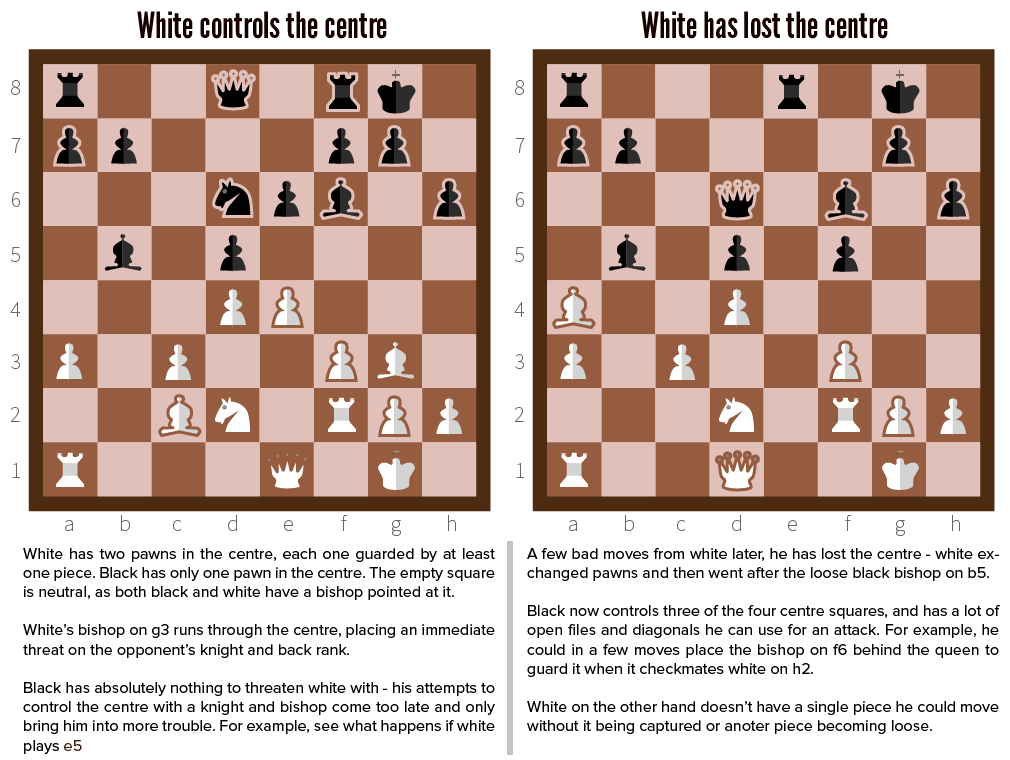 White controls the centre
8
7
6
5
4
3
2
1
a b c d e f g h
White has two pawns in the centre, each one guarded by at least
one piece. Black has only one pawn in the centre. The empty square
is neutral, as both black and white have a bishop pointed at it.
White's bishop on g3 runs through the centre, placing an immediate
threat on the opponent's knight and back rank.
Black has absolutely nothing to threaten white with - his attempts to
control the centre with a knight and bishop come too late and only
bring him into more trouble. For example, see what happens if white
plays e5
White has lost the centre
8
7
6
5
4
3
2
1
a b c d e f g h
A few bad moves from white later, he has lost the centre - white ex-
changed pawns and then went after the loose black bishop on b5.
Black now controls three of the four centre squares, and has a lot of
open files and diagonals he can use for an attack. For example, he
could in a few moves place the bishop on f6 behind the queen to
guard it when it checkmates white on h2.
White on the other hand doesn't have a single piece he could move
without it being captured or anoter piece becoming loose.